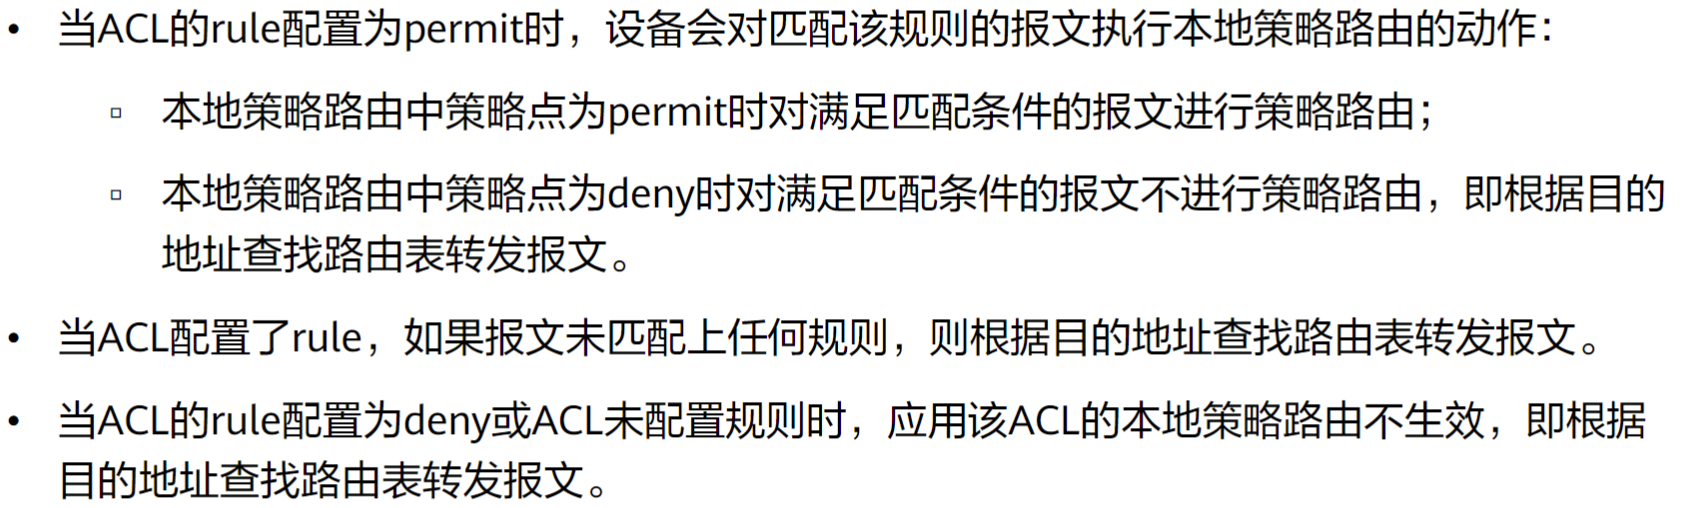 • 当ACL的rule配置为permit时，设备会对匹配该规则的报文执行本地策略路由的动作：
▫ 本地策略路由中策略点为permit时对满足匹配条件的报文进行策略路由；
▫ 本地策略路由中策略点为deny时对满足匹配条件的报文不进行策略路由，即根据目的
地址查找路由表转发报文。
• 当ACL配置了rule，如果报文未匹配上任何规则，则根据目的地址查找路由表转发报文。
• 当ACL的rule配置为deny或ACL未配置规则时，应用该ACL的本地策略路由不生效，即根据
目的地址查找路由表转发报文。